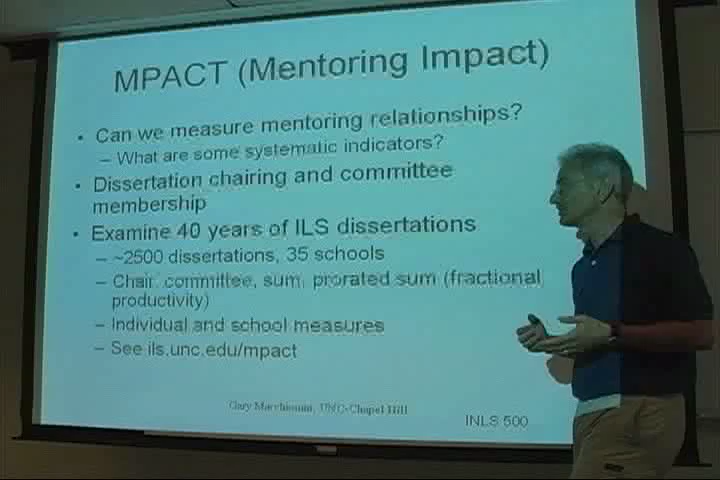 MPACT (Mentoring Impact)
• Can we measure mentoring relationships?
– What are some systematic indicators?
• Dissertation chairing and committee
membership
• Examine 40 years of ILS dissertations
– ~2500 dissertations, 35 schools
– Chair, committee, sum, prorated sum (fractional
productivity)
– Individual and school measures
– See ils.unc.edu/mpact
Gary Marchionini, UNC-Chapel Hill
INLS 500